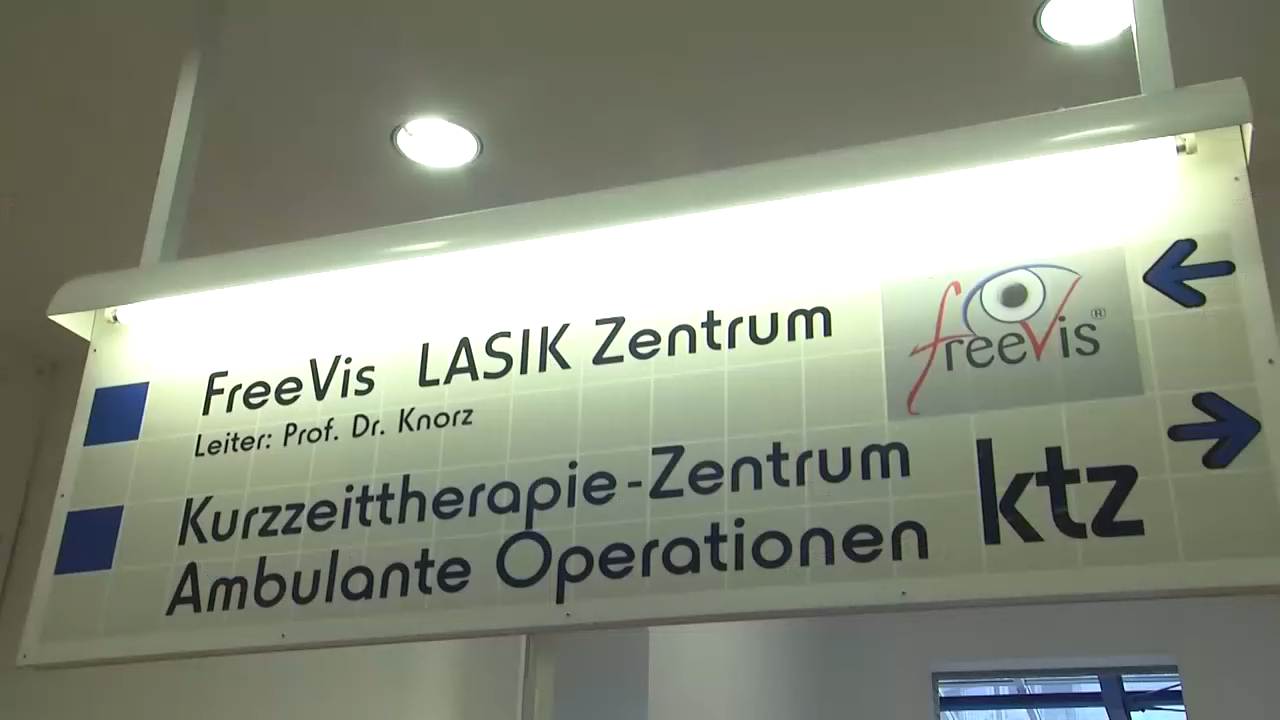 FreeVis LASIK Zentrum
Leiter: Prof. Dr. Knorz
freeVis®
Kurzzeittherapie-Zentrum
Ambulante Operationen
ktz